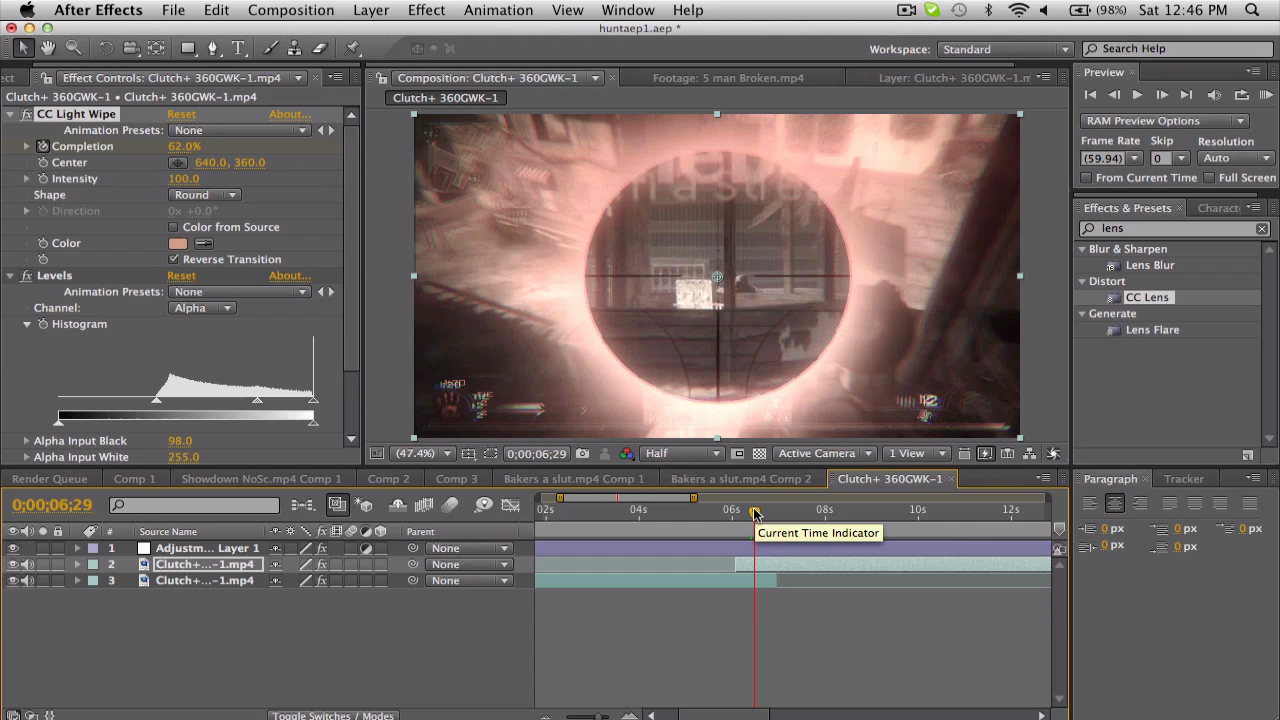 After Effects File Edit Composition Layer Effect Animation View Window Help (98%) Sat 12:46 PM
huntaep1.aep *
Workspace: Standard Search Help
ect Effect Controls: Clutch+ 360GWK-1.mp4 Composition: Clutch+ 360GWK-1 Footage: 5 man Broken.mp4 Layer: Clutch+ 360GWK-1.m Preview
Clutch+ 360GWK-1 • Clutch+ 360GWK-1.mp4 Clutch+ 360GWK-1
CC Light Wipe Reset About...
Animation Presets: None
Completion 62.0%
Center 640.0, 360.0
Intensity 100.0
Shape Round
Direction 0x +0.0°
Color from Source
Color
Reverse Transition
Levels Reset About...
Animation Presets: None
Channel: Alpha
Histogram
Alpha Input Black 98.0
Alpha Input White 255.0
RAM Preview Options
Frame Rate Skip Resolution
(59.94) 0 Auto
From Current Time Full Screen
Effects & Presets Charact
lens
Blur & Sharpen
Lens Blur
Distort
CC Lens
Generate
Lens Flare
(47.4%) 0;00;06;29 Half Active Camera 1 View
Render Queue Comp 1 Showdown NoSc.mp4 Comp 1 Comp 2 Comp 3 Bakers a slut.mp4 Comp 1 Bakers a slut.mp4 Comp 2 Clutch+ 360GWK-1
Paragraph Tracker
0;00;06;29
02s 04s 06s 08s 10s 12s
Current Time Indicator
# Source Name Parent
1 Adjustm... Layer 1 None
2 Clutch+...-1.mp4 None
3 Clutch+...-1.mp4 None
0 px 0 px 0 px
0 px 0 px
Toggle Switches / Modes